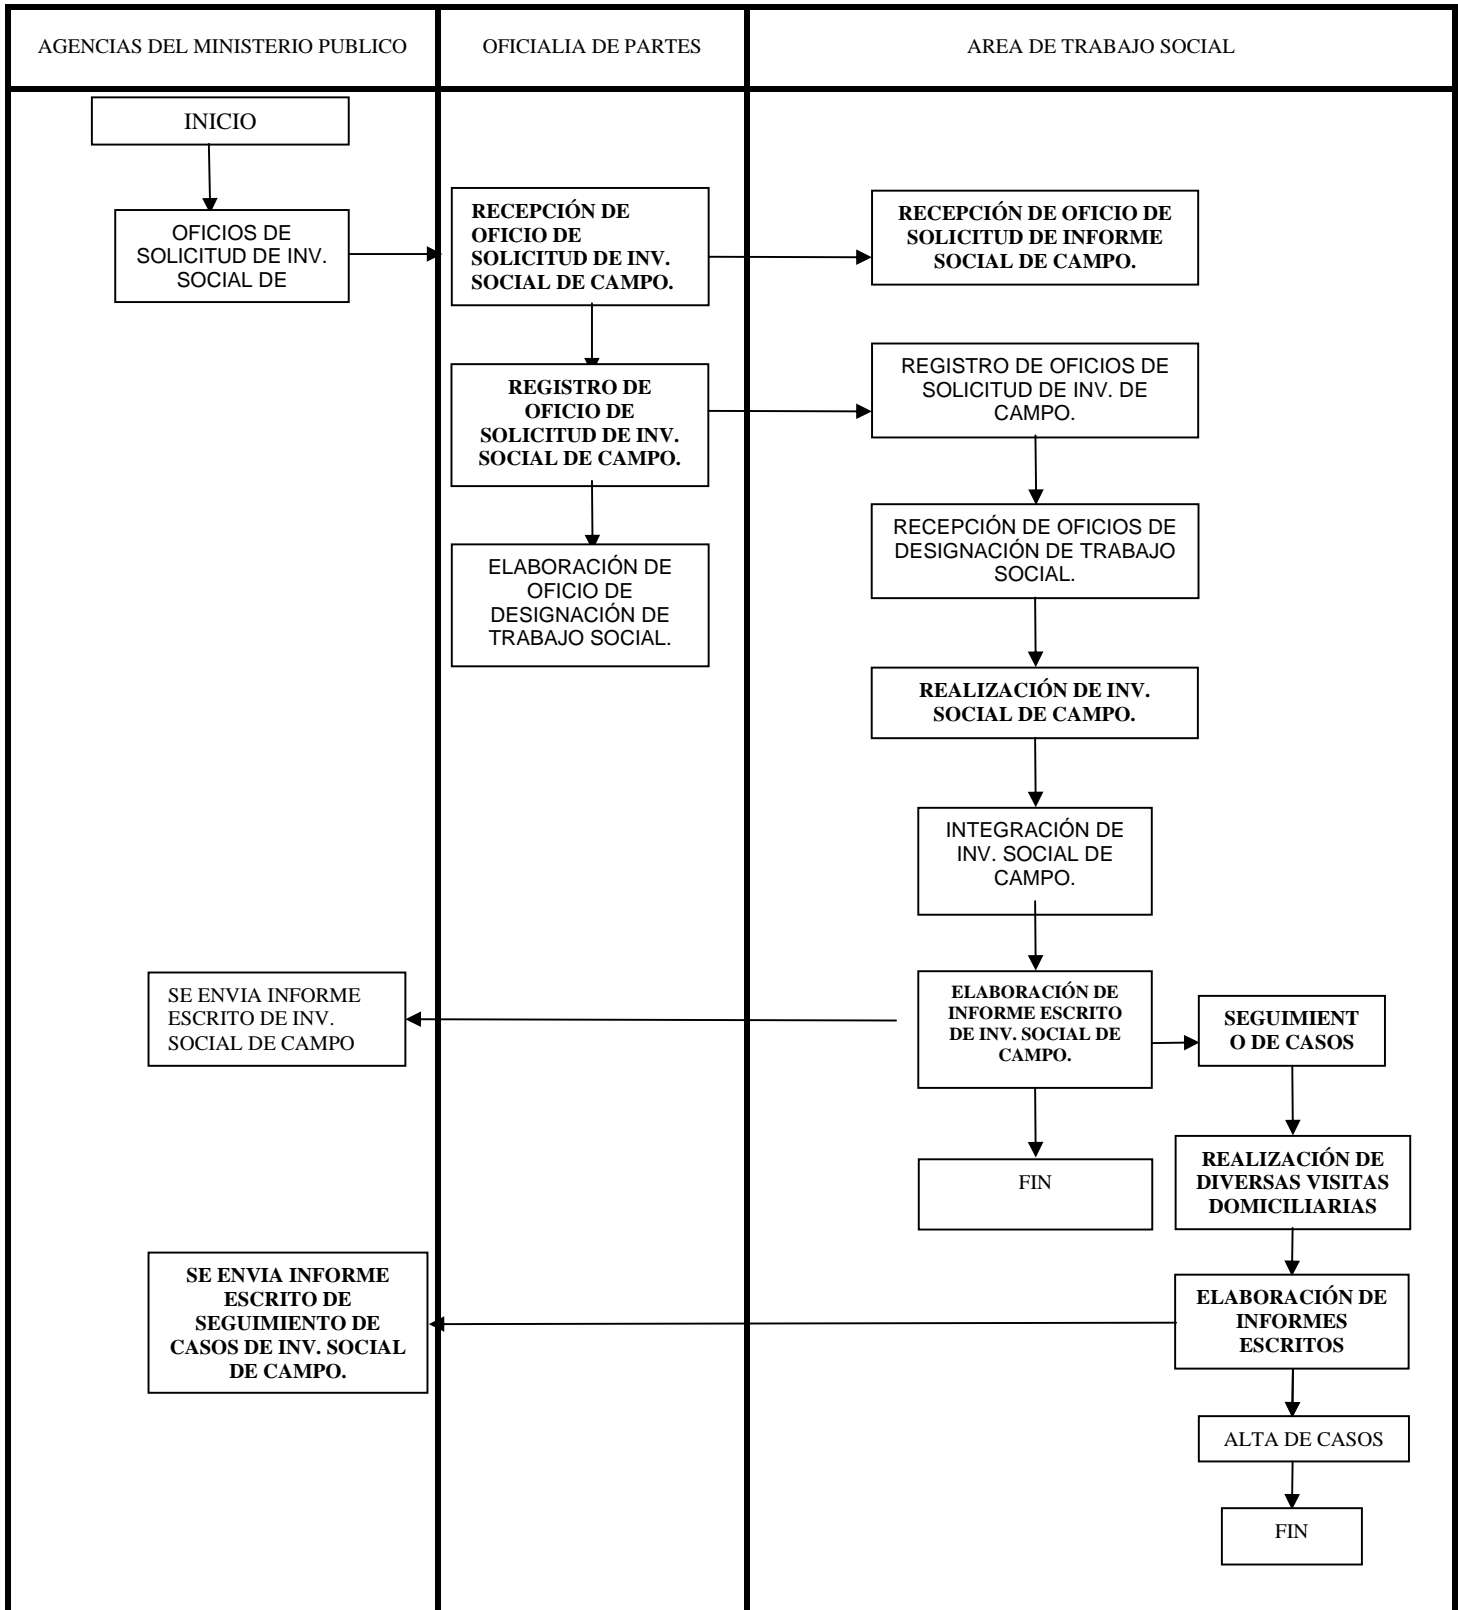 AGENCIAS DEL MINISTERIO PUBLICO
OFICIALIA DE PARTES
AREA DE TRABAJO SOCIAL
INICIO
OFICIOS DE
SOLICITUD DE INV.
SOCIAL DE
RECEPCIÓN DE
OFICIO DE
SOLICITUD DE INV.
SOCIAL DE CAMPO.
RECEPCIÓN DE OFICIO DE
SOLICITUD DE INFORME
SOCIAL DE CAMPO.
REGISTRO DE
OFICIO DE
SOLICITUD DE INV.
SOCIAL DE CAMPO.
REGISTRO DE OFICIOS DE
SOLICITUD DE INV. DE
CAMPO.
ELABORACIÓN DE
OFICIO DE
DESIGNACIÓN DE
TRABAJO SOCIAL.
RECEPCIÓN DE OFICIOS DE
DESIGNACIÓN DE TRABAJO
SOCIAL.
REALIZACIÓN DE INV.
SOCIAL DE CAMPO.
INTEGRACIÓN DE
INV. SOCIAL DE
CAMPO.
SE ENVIA INFORME
ESCRITO DE INV.
SOCIAL DE CAMPO
ELABORACIÓN DE
INFORME ESCRITO
DE INV. SOCIAL DE
CAMPO.
SEGUIMIENT
O DE CASOS
FIN
REALIZACIÓN DE
DIVERSAS VISITAS
DOMICILIARIAS
SE ENVIA INFORME
ESCRITO DE
SEGUIMIENTO DE
CASOS DE INV. SOCIAL
DE CAMPO.
ELABORACIÓN DE
INFORMES
ESCRITOS
ALTA DE CASOS
FIN